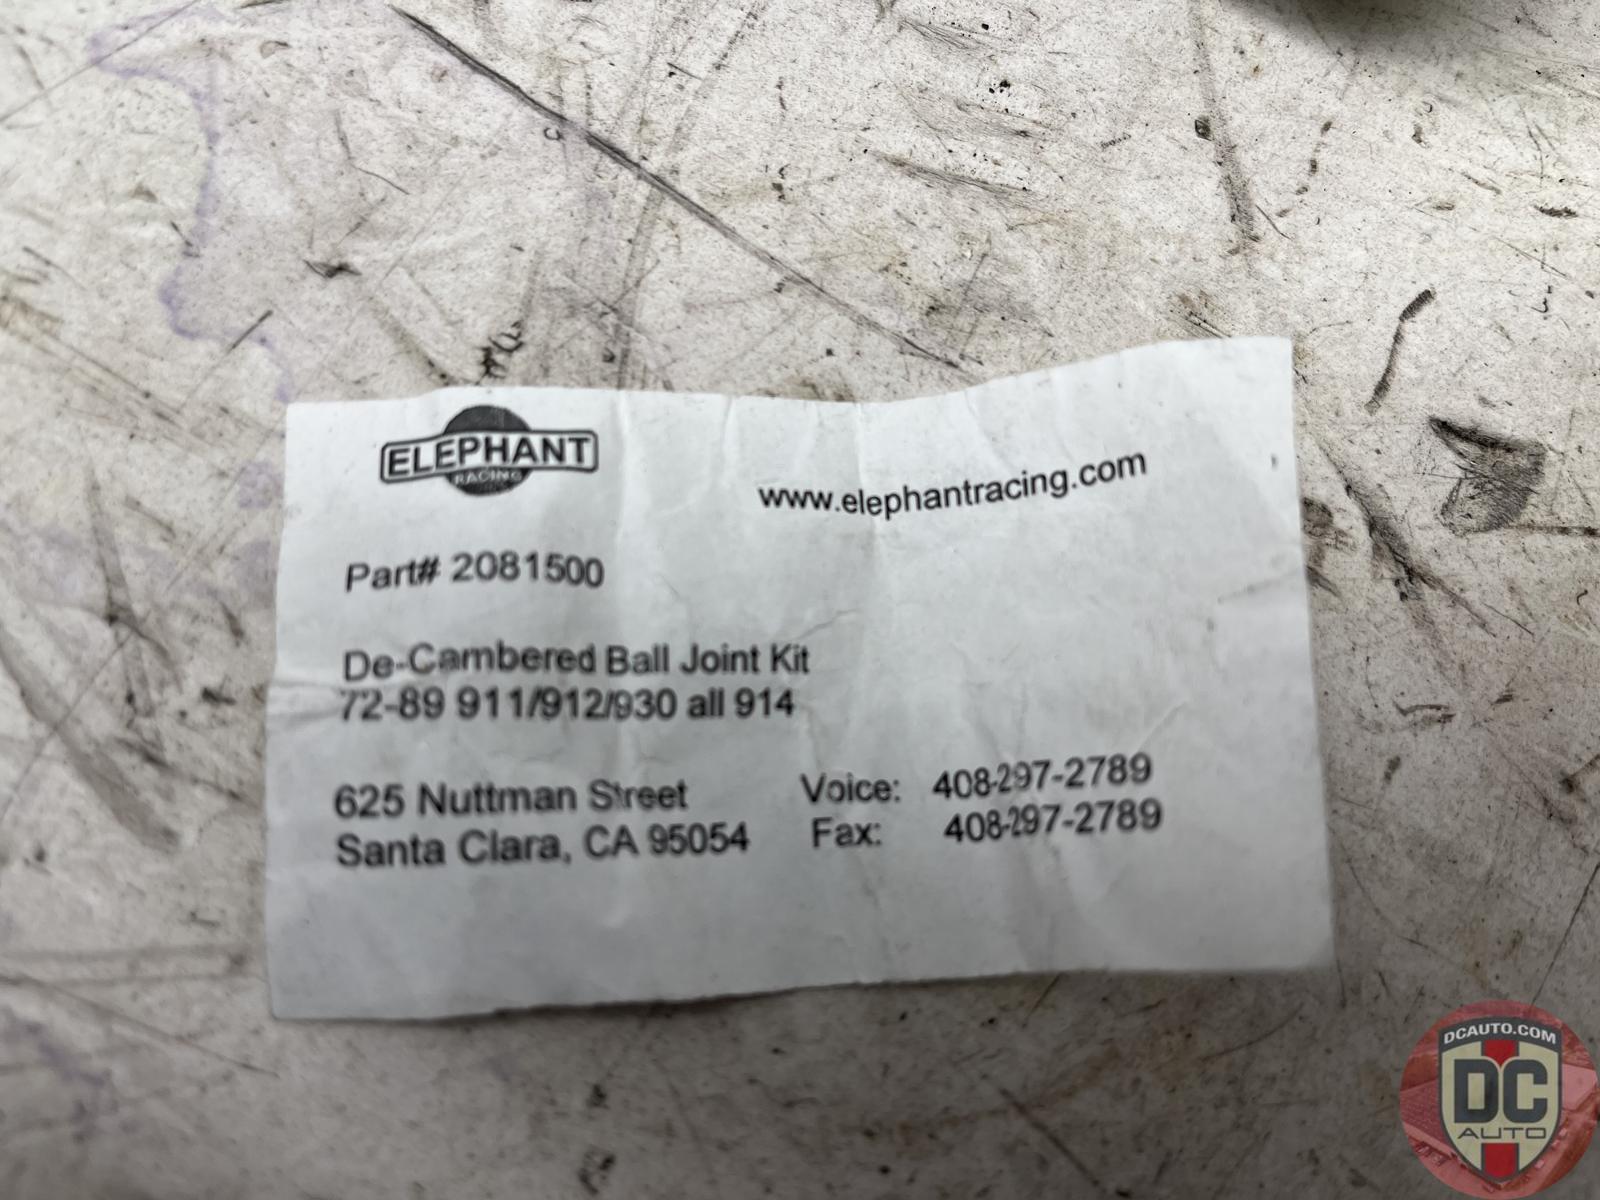 ELEPHANT
RACING
www.elephantracing.com
Part# 2081500
De-Cambered Ball Joint Kit
72-89 911/912/930 all 914
625 Nuttman Street
Santa Clara, CA 95054
Voice: 408-297-2789
Fax: 408-297-2789
DCAUTO.COM
DC
AUTO